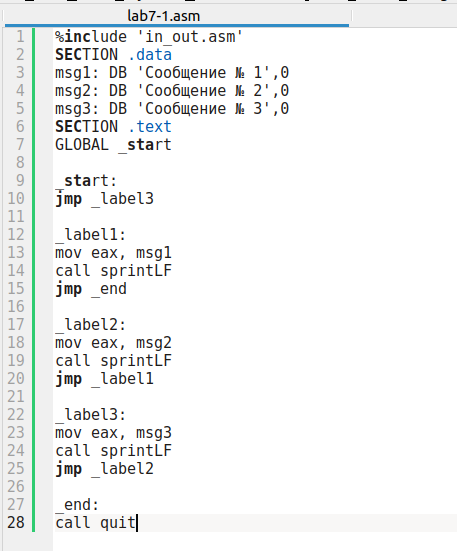 lab7-1.asm
1 %include 'in_out.asm'
2 SECTION .data
3 msg1: DB 'Сообщение № 1',0
4 msg2: DB 'Сообщение № 2',0
5 msg3: DB 'Сообщение № 3',0
6 SECTION .text
7 GLOBAL _start
8
9 _start:
10 jmp _label3
11
12 _label1:
13 mov eax, msg1
14 call sprintLF
15 jmp _end
16
17 _label2:
18 mov eax, msg2
19 call sprintLF
20 jmp _label1
21
22 _label3:
23 mov eax, msg3
24 call sprintLF
25 jmp _label2
26
27 _end:
28 call quit